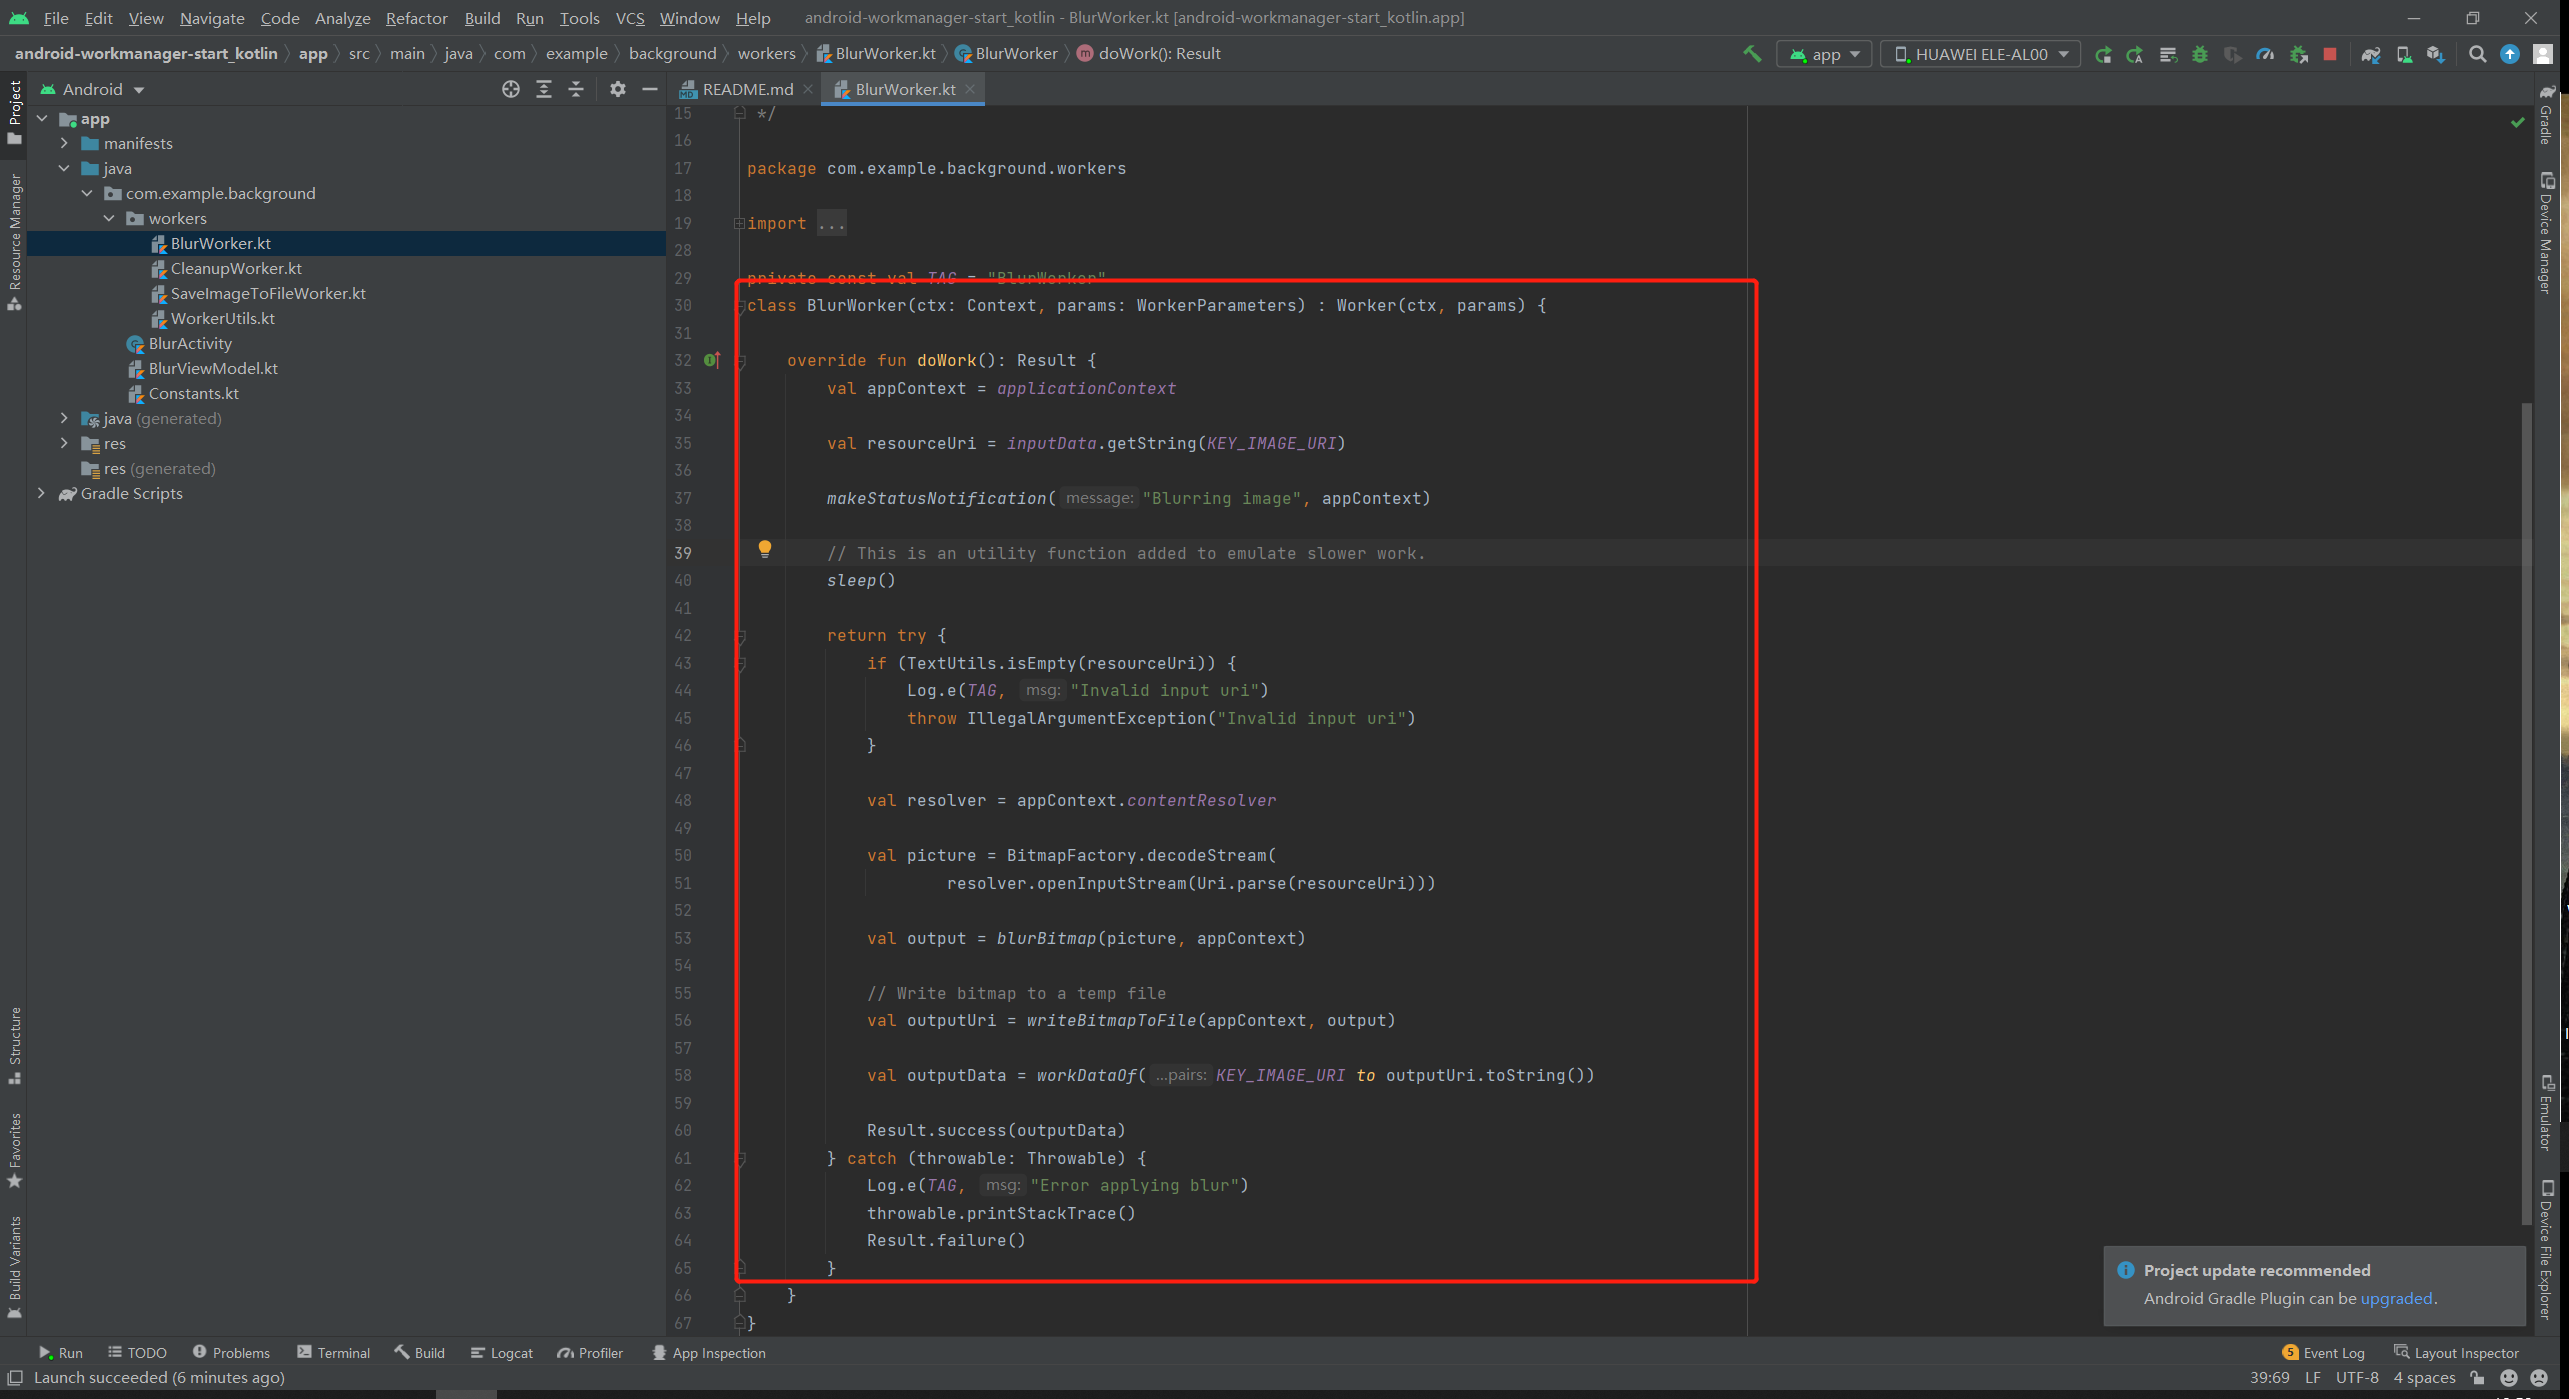 File Edit View Navigate Code Analyze Refactor Build Run Tools VCS Window Help android-workmanager-start_kotlin - BlurWorker.kt [android-workmanager-start_kotlin.app]
android-workmanager-start_kotlin app src main java com example background workers BlurWorker.kt BlurWorker doWork(): Result app HUAWEI ELE-AL00
Android
README.md BlurWorker.kt
Project
Resource Manager
Structure
Favorites
Build Variants
app
manifests
java
com.example.background
workers
BlurWorker.kt
CleanupWorker.kt
SaveImageToFileWorker.kt
WorkerUtils.kt
BlurActivity
BlurViewModel.kt
Constants.kt
java (generated)
res
res (generated)
Gradle Scripts
15 */
16
17 package com.example.background.workers
18
19 import ...
28
29 private const val TAG = "BlurWorker"
30 class BlurWorker(ctx: Context, params: WorkerParameters) : Worker(ctx, params) {
31
32 override fun doWork(): Result {
33 val appContext = applicationContext
34
35 val resourceUri = inputData.getString(KEY_IMAGE_URI)
36
37 makeStatusNotification( message: "Blurring image", appContext)
38
39 // This is an utility function added to emulate slower work.
40 sleep()
41
42 return try {
43 if (TextUtils.isEmpty(resourceUri)) {
44 Log.e(TAG, msg: "Invalid input uri")
45 throw IllegalArgumentException("Invalid input uri")
46 }
47
48 val resolver = appContext.contentResolver
49
50 val picture = BitmapFactory.decodeStream(
51 resolver.openInputStream(Uri.parse(resourceUri)))
52
53 val output = blurBitmap(picture, appContext)
54
55 // Write bitmap to a temp file
56 val outputUri = writeBitmapToFile(appContext, output)
57
58 val outputData = workDataOf( ...pairs: KEY_IMAGE_URI to outputUri.toString())
59
60 Result.success(outputData)
61 } catch (throwable: Throwable) {
62 Log.e(TAG, msg: "Error applying blur")
63 throwable.printStackTrace()
64 Result.failure()
65 }
66 }
67 }
Gradle
Device Manager
Emulator
Device File Explorer
Project update recommended
Android Gradle Plugin can be upgraded.
Run TODO Problems Terminal Build Logcat Profiler App Inspection 5 Event Log Layout Inspector
Launch succeeded (6 minutes ago) 39:69 LF UTF-8 4 spaces